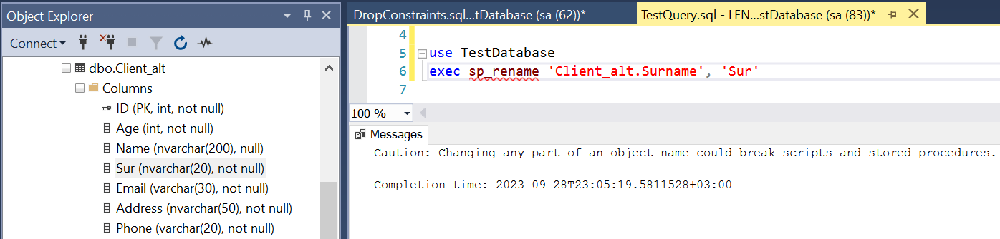 Object Explorer
Connect
dbo.Client_alt
Columns
ID (PK, int, not null)
Age (int, not null)
Name (nvarchar(200), null)
Sur (nvarchar(20), not null)
Email (varchar(30), not null)
Address (nvarchar(50), not null)
Phone (varchar(20), not null)
DropConstraints.sql...tDatabase (sa (62))*
TestQuery.sql - LEN...stDatabase (sa (83))*
4
5 use TestDatabase
6 exec sp_rename 'Client_alt.Surname', 'Sur'
7
100 %
Messages
Caution: Changing any part of an object name could break scripts and stored procedures.
Completion time: 2023-09-28T23:05:19.5811528+03:00